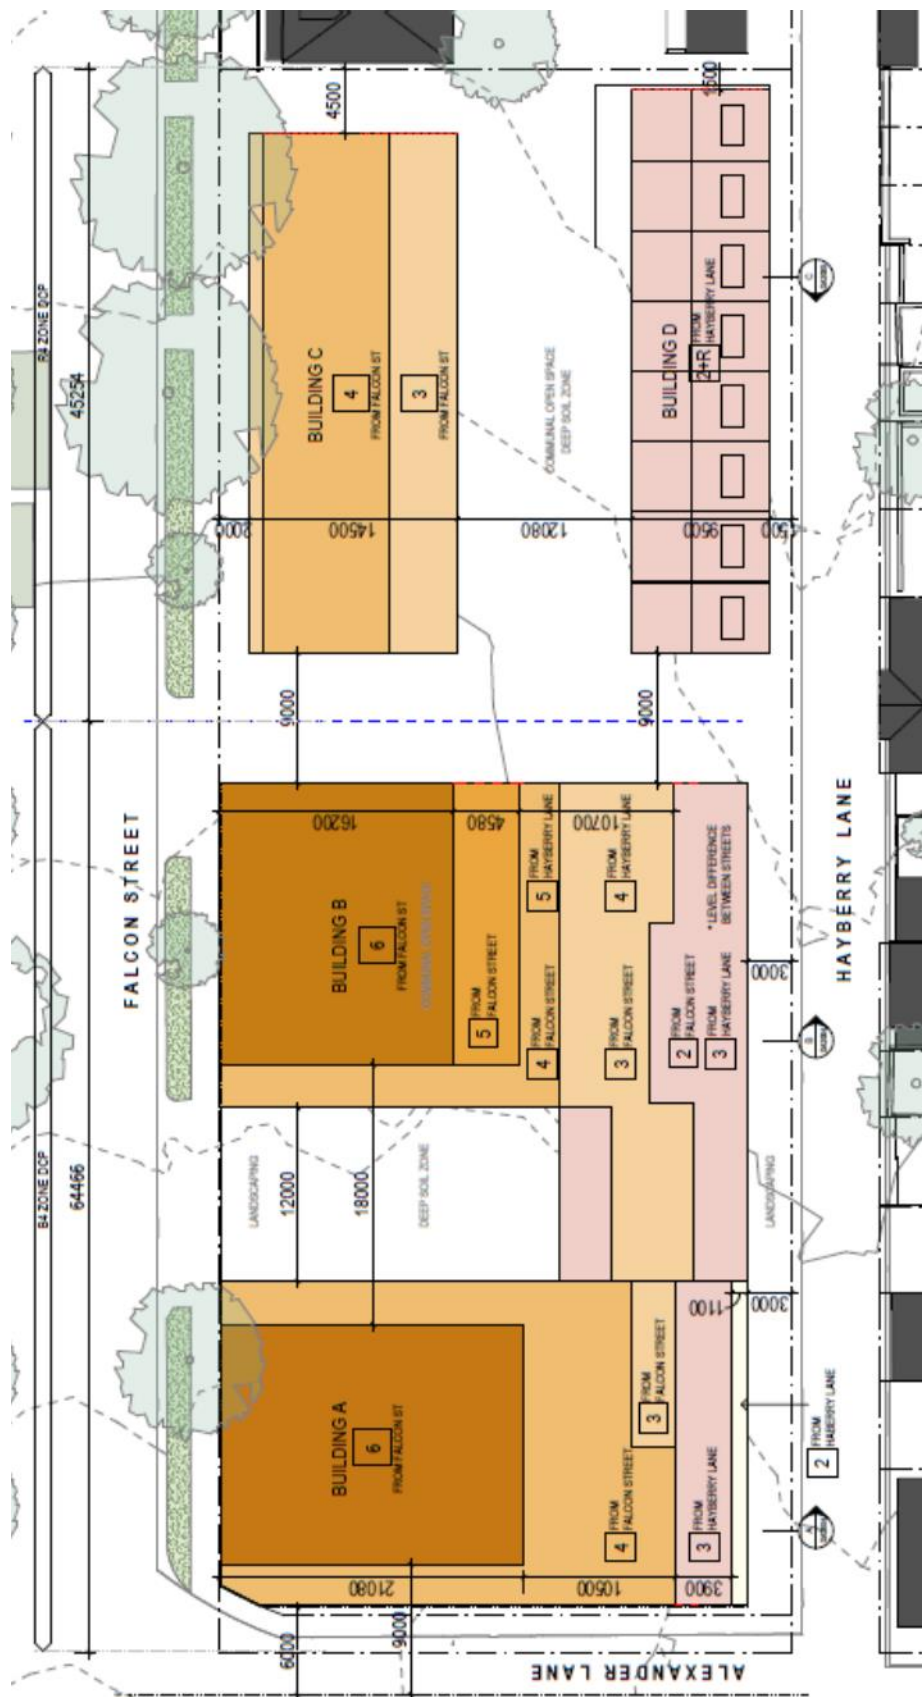 4500
1500
R4 ZONE DCP
45254
BUILDING C
4
FROM FALCON ST
3
FROM FALCON ST
COMMUNAL OPEN SPACE
DEEP SOIL ZONE
BUILDING D
2+R
FROM
HAYBERRY LANE
C
2000
14500
12080
9500
1500
9000
9000
FALCON STREET
HAYBERRY LANE
16200
4580
10700
BUILDING B
6
FROM FALCON ST
5
FROM
FALCON STREET
5
FROM
HAYBERRY LANE
4
FROM
FALCON STREET
4
FROM
HAYBERRY LANE
3
FROM
FALCON STREET
* LEVEL DIFFERENCE
BETWEEN STREETS
2
FROM
FALCON STREET
3
FROM
HAYBERRY LANE
3000
B
B4 ZONE DCP
64466
LANDSCAPING
12000
18000
DEEP SOIL ZONE
LANDSCAPING
1100
3000
BUILDING A
6
FROM FALCON ST
3
FROM
FALCON STREET
4
FROM
FALCON STREET
3
FROM
HAYBERRY LANE
2
FROM
HABERRY LANE
A
21080
10500
3900
6000
9000
ALEXANDER LANE